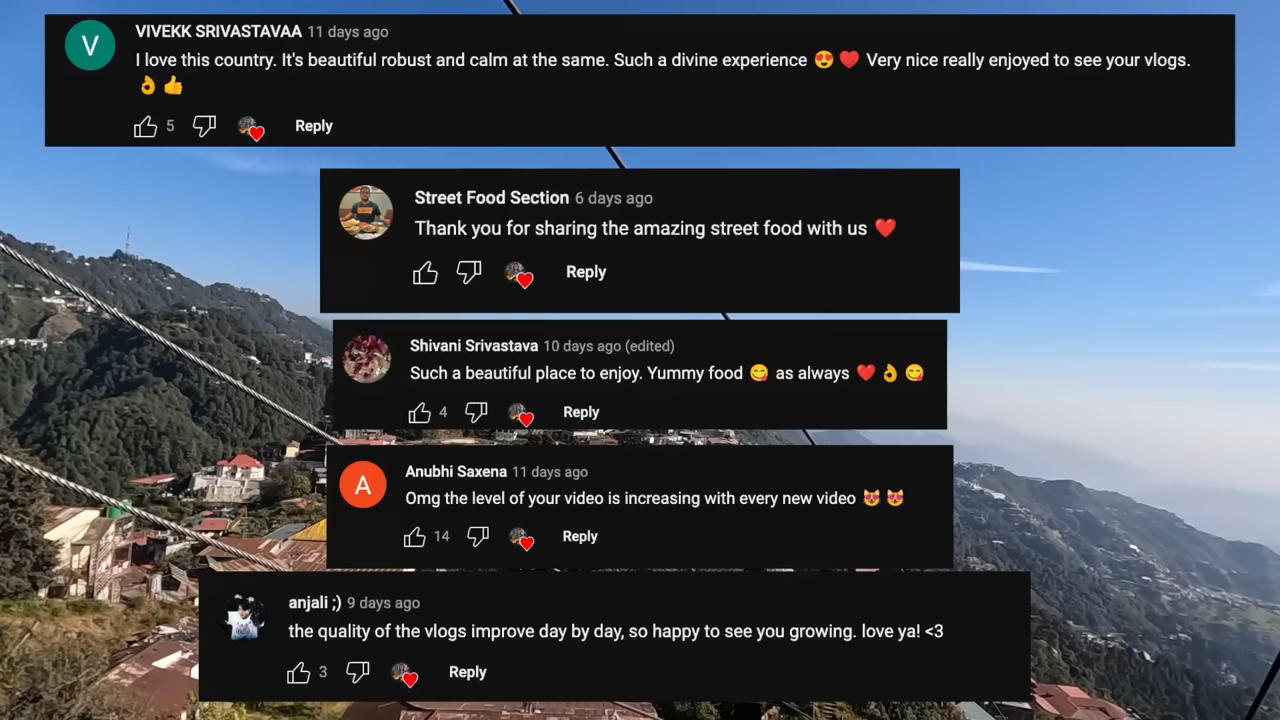 VIVEKK SRIVASTAVAA 11 days ago
I love this country. It's beautiful robust and calm at the same. Such a divine experience 😍 ♥️ Very nice really enjoyed to see your vlogs.
👌 👍
5 Reply
Street Food Section 6 days ago
Thank you for sharing the amazing street food with us ❤️
Reply
Shivani Srivastava 10 days ago (edited)
Such a beautiful place to enjoy. Yummy food 😋 as always ❤️ 👌 😋
4 Reply
A
Anubhi Saxena 11 days ago
Omg the level of your video is increasing with every new video 😻 😻
14 Reply
anjali ;) 9 days ago
the quality of the vlogs improve day by day, so happy to see you growing. love ya! <3
3 Reply